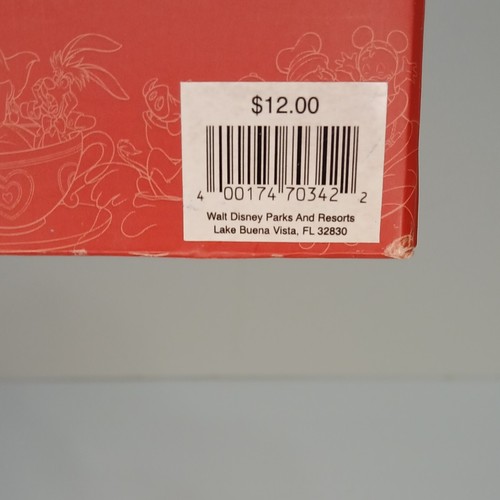 $12.00
4 00174 70342 2
Walt Disney Parks And Resorts
Lake Buena Vista, FL 32830